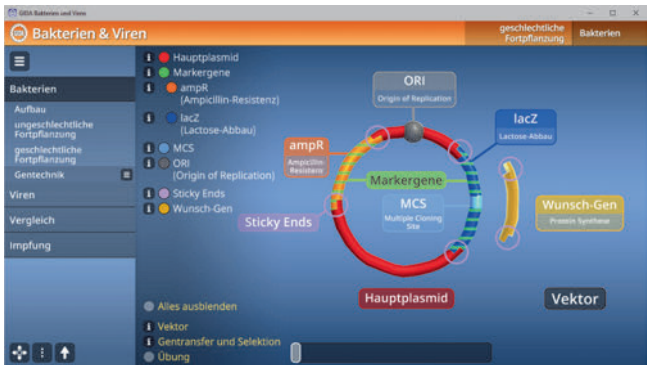 GIDA Bakterien und Viren
GIDA
Bakterien & Viren
geschlechtliche
Fortpflanzung
Bakterien
Bakterien
Aufbau
ungeschlechtliche
Fortpflanzung
geschlechtliche
Fortpflanzung
Gentechnik
Viren
Vergleich
Impfung
i Hauptplasmid
i Markergene
i ampR
(Ampicillin-Resistenz)
i lacZ
(Lactose-Abbau)
i MCS
i ORI
(Origin of Replication)
i Sticky Ends
i Wunsch-Gen
Alles ausblenden
i Vektor
i Gentransfer und Selektion
Übung
ORI
Origin of Replication
lacZ
Lactose-Abbau
ampR
Ampicillin-
Resistenz
Markergene
MCS
Multiple Cloning
Site
Sticky Ends
Wunsch-Gen
Protein Synthese
Hauptplasmid
Vektor